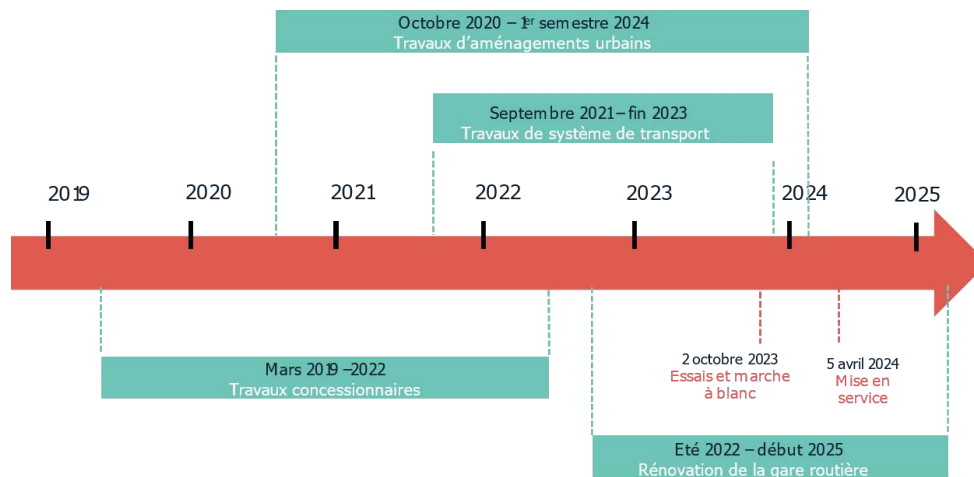 Octobre 2020 – 1er semestre 2024
Travaux d'aménagements urbains
Septembre 2021 – fin 2023
Travaux de système de transport
2019
2020
2021
2022
2023
2024
2025
Mars 2019 –2022
Travaux concessionnaires
2 octobre 2023
Essais et marche
à blanc
5 avril 2024
Mise en
service
Eté 2022 – début 2025
Rénovation de la gare routière